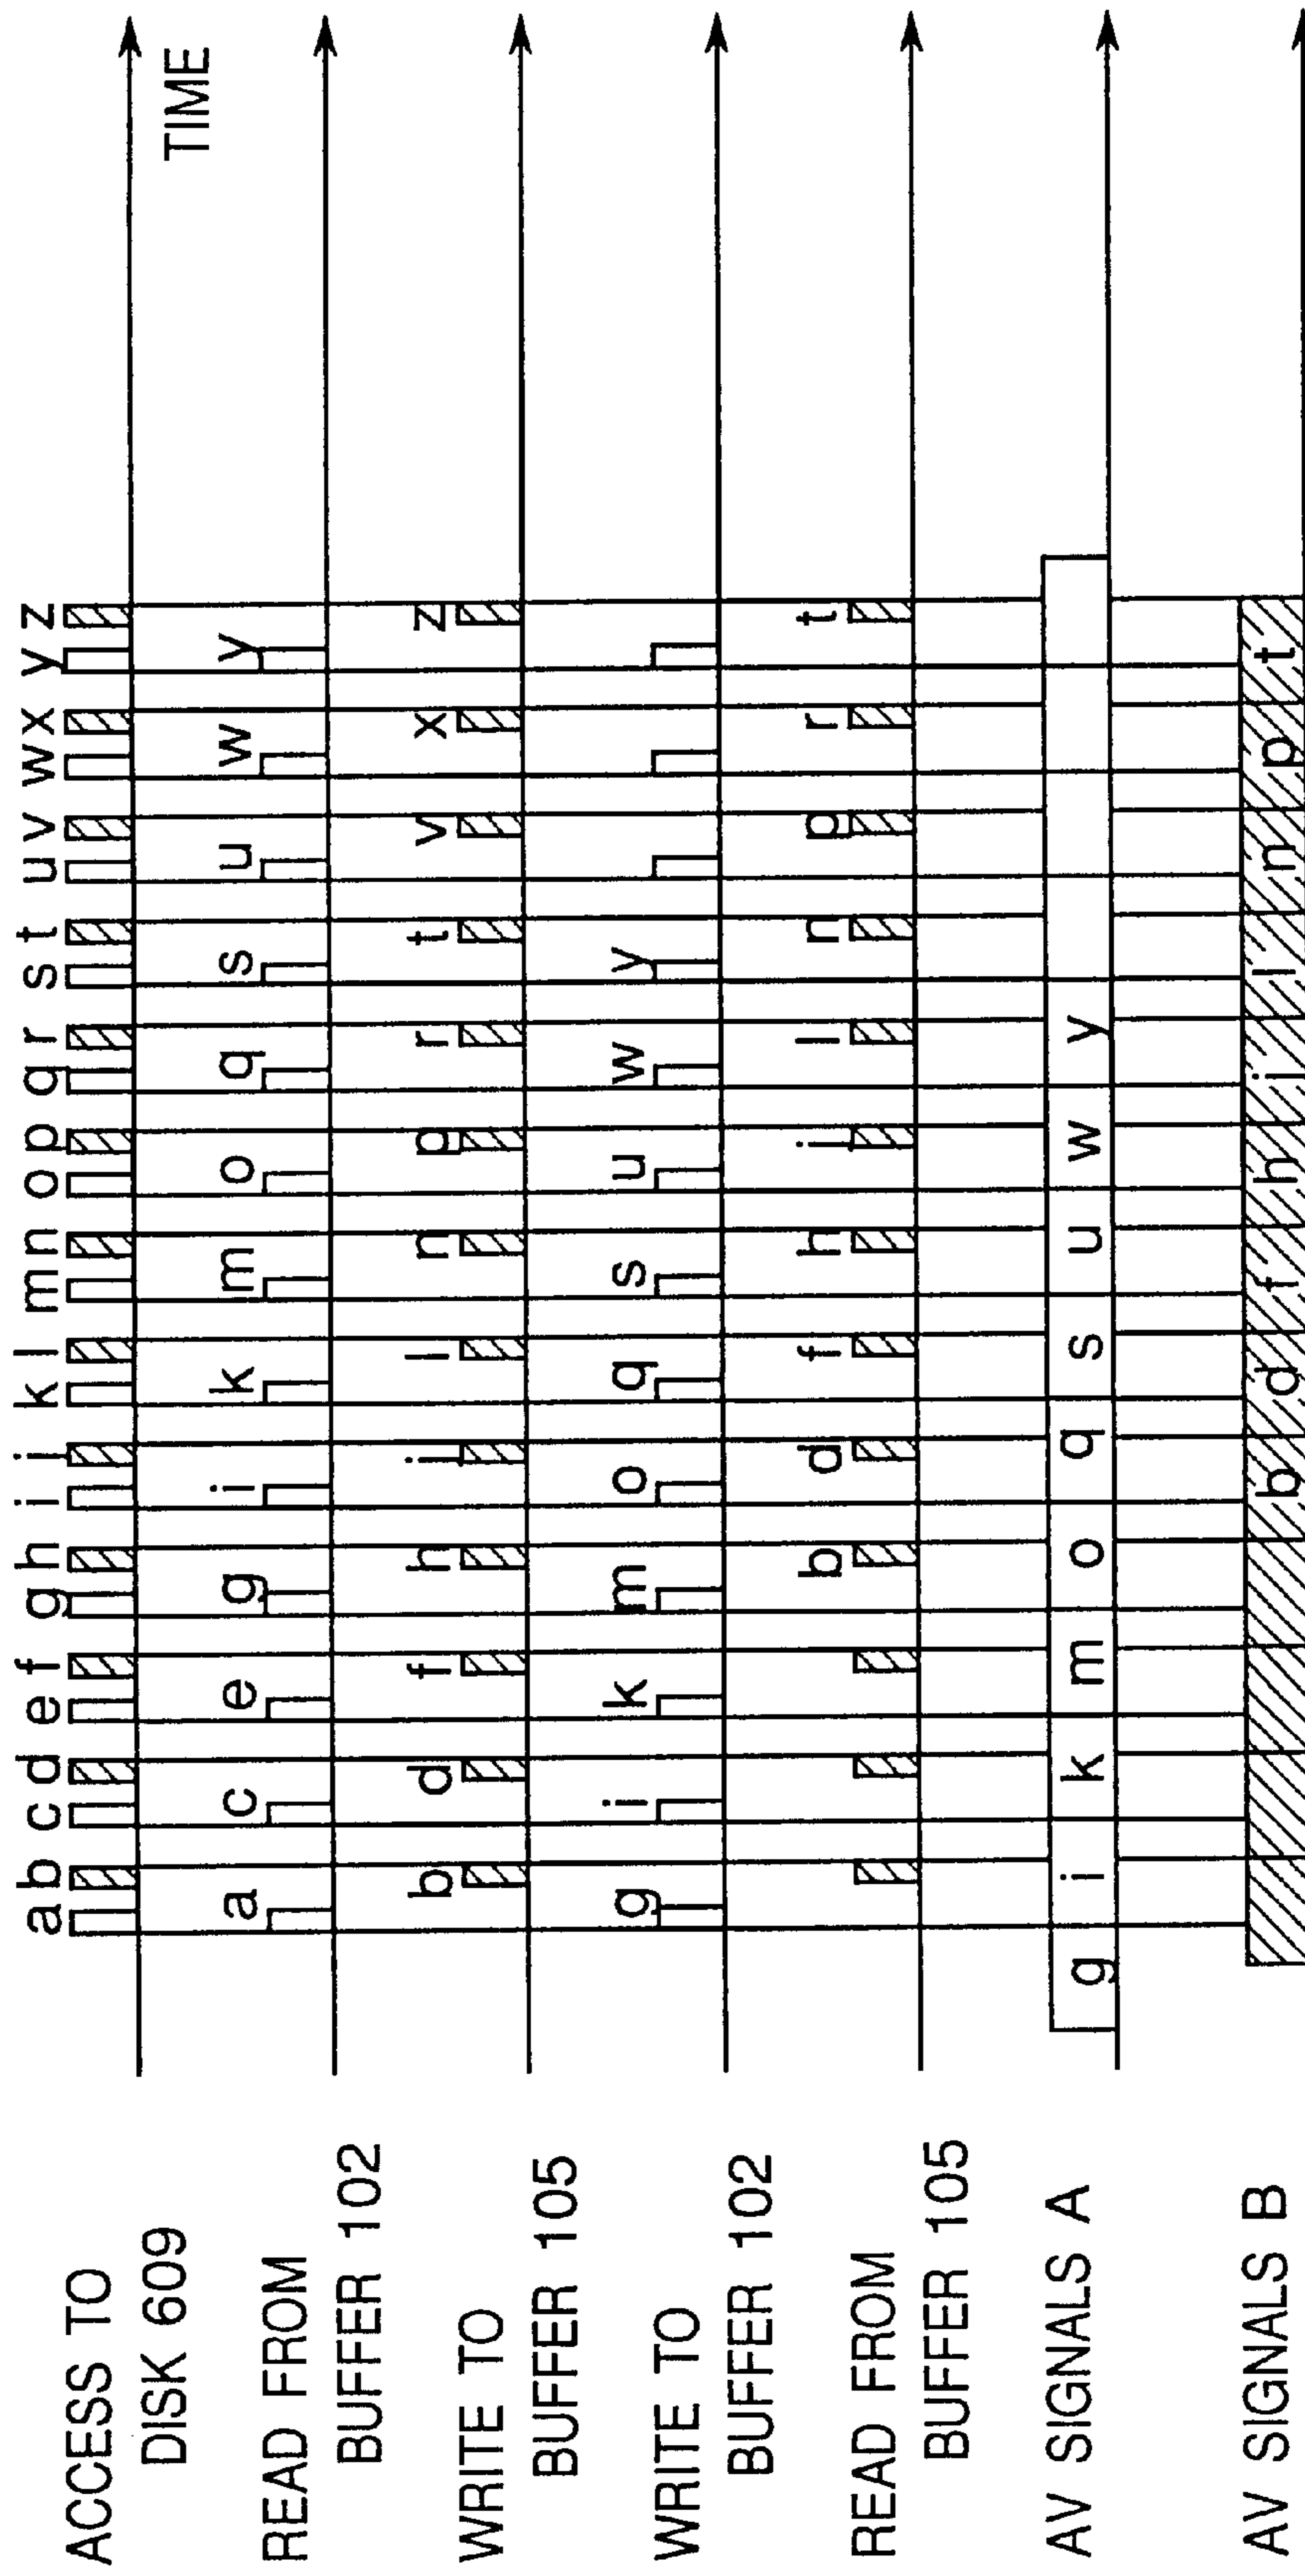 a b c d e f g h i j k l m n o p q r s t u v w x y z
ACCESS TO
DISK 609
TIME
a c e g i k m o q s u w y
READ FROM
BUFFER 102
b d f h j l n p r t v x z
WRITE TO
BUFFER 105
g i k m o q s u w y
WRITE TO
BUFFER 102
b d f h j l n p r t
READ FROM
BUFFER 105
AV SIGNALS A g i k m o q s u w y
AV SIGNALS B b d f h j l n p t